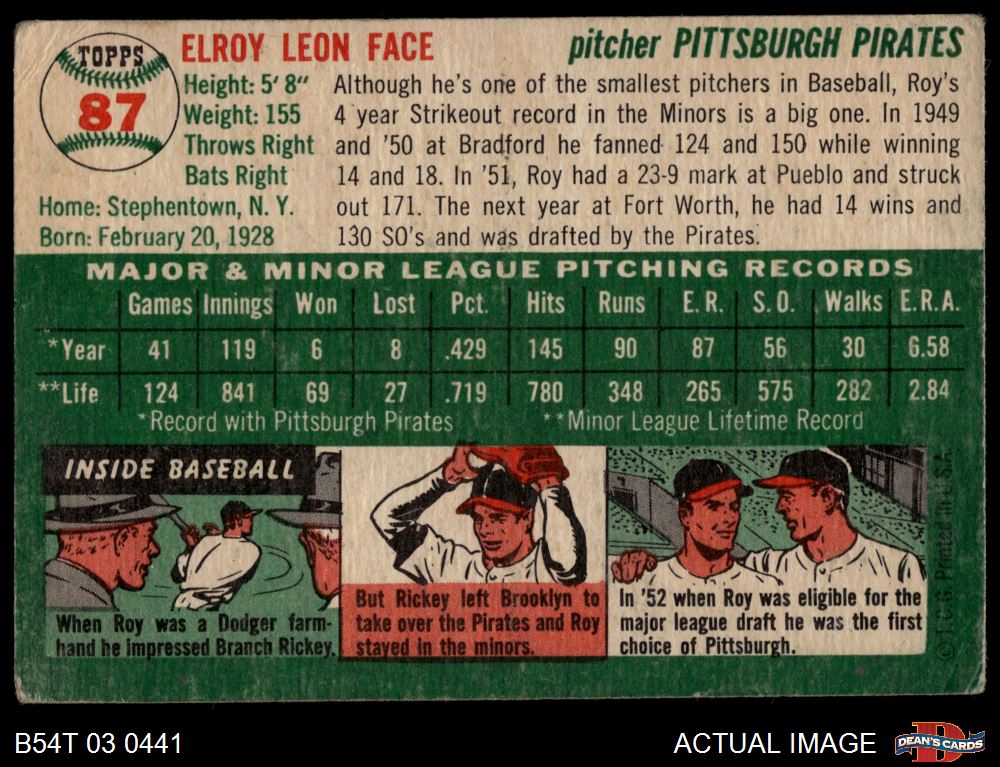 TOPPS
87
ELROY LEON FACE
pitcher PITTSBURGH PIRATES
Height: 5' 8"
Weight: 155
Throws Right
Bats Right
Home: Stephentown, N. Y.
Born: February 20, 1928
Although he's one of the smallest pitchers in Baseball, Roy's
4 year Strikeout record in the Minors is a big one. In 1949
and '50 at Bradford he fanned 124 and 150 while winning
14 and 18. In '51, Roy had a 23-9 mark at Pueblo and struck
out 171. The next year at Fort Worth, he had 14 wins and
130 SO's and was drafted by the Pirates.
MAJOR & MINOR LEAGUE PITCHING RECORDS
Games Innings Won Lost Pct. Hits Runs E. R. S. O. Walks E.R.A.
*Year 41 119 6 8 .429 145 90 87 56 30 6.58
**Life 124 841 69 27 .719 780 348 265 575 282 2.84
*Record with Pittsburgh Pirates **Minor League Lifetime Record
INSIDE BASEBALL
When Roy was a Dodger farm-
hand he impressed Branch Rickey.
But Rickey left Brooklyn to
take over the Pirates and Roy
stayed in the minors.
In '52 when Roy was eligible for the
major league draft he was the first
choice of Pittsburgh.
© T.C.G. Printed in U.S.A.
B54T 03 0441
ACTUAL IMAGE
D
DEAN'S CARDS